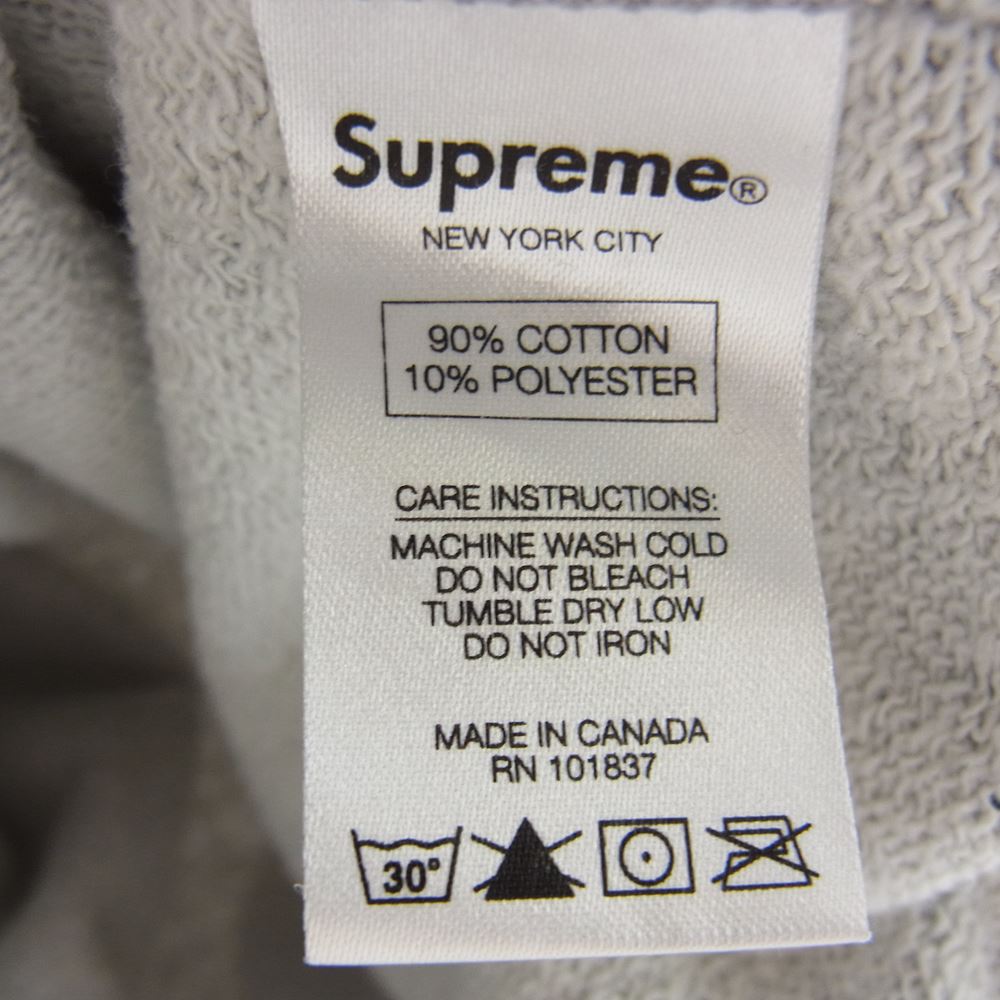 Supreme®
NEW YORK CITY
90% COTTON
10% POLYESTER
CARE INSTRUCTIONS:
MACHINE WASH COLD
DO NOT BLEACH
TUMBLE DRY LOW
DO NOT IRON
MADE IN CANADA
RN 101837
30°